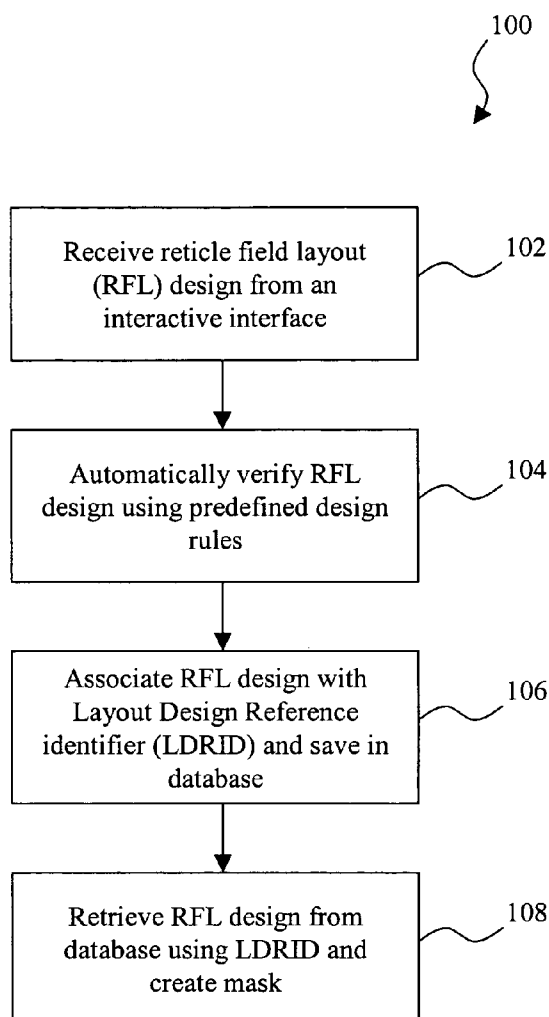 100
Receive reticle field layout
(RFL) design from an
interactive interface
102
Automatically verify RFL
design using predefined design
rules
104
Associate RFL design with
Layout Design Reference
identifier (LDRID) and save in
database
106
Retrieve RFL design from
database using LDRID and
create mask
108